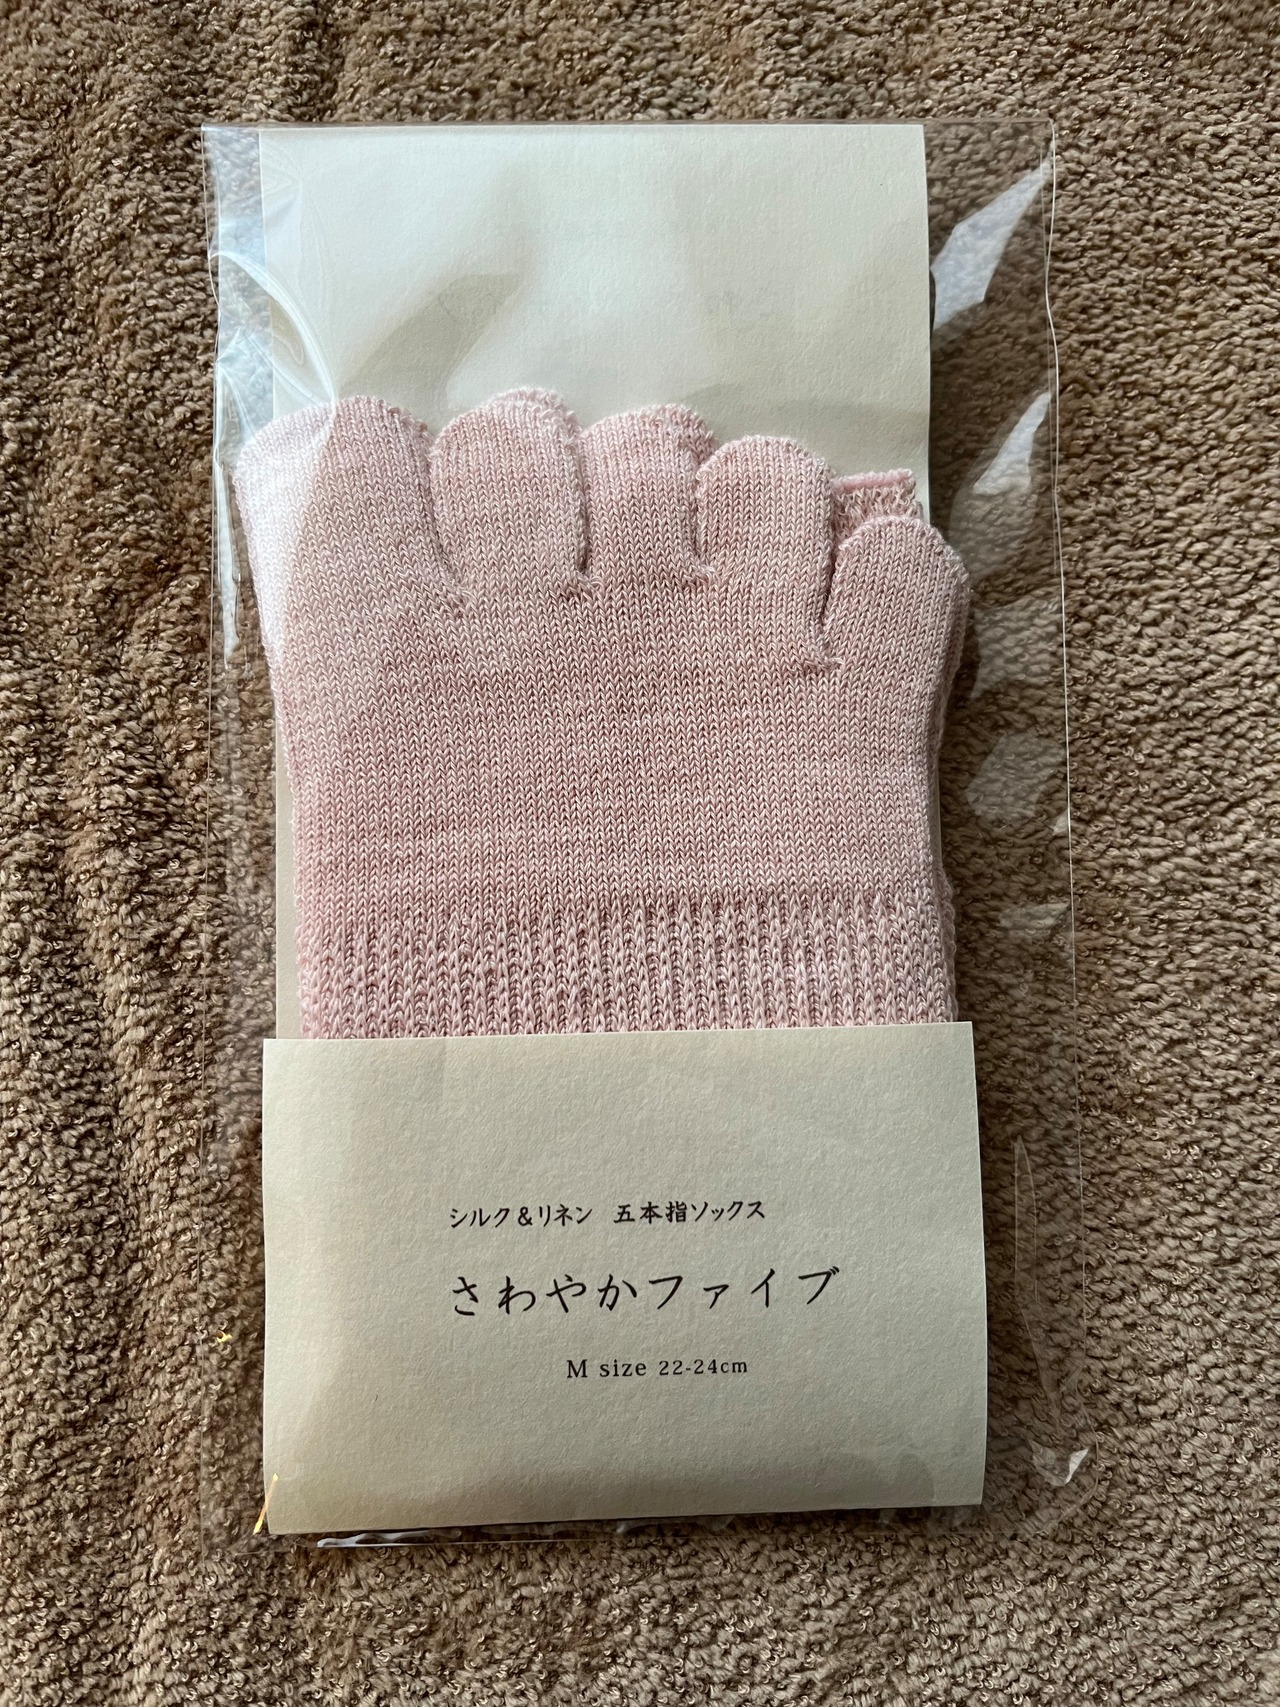 シルク&リネン 五本指ソックス
さわやかファイブ
M size 22-24cm